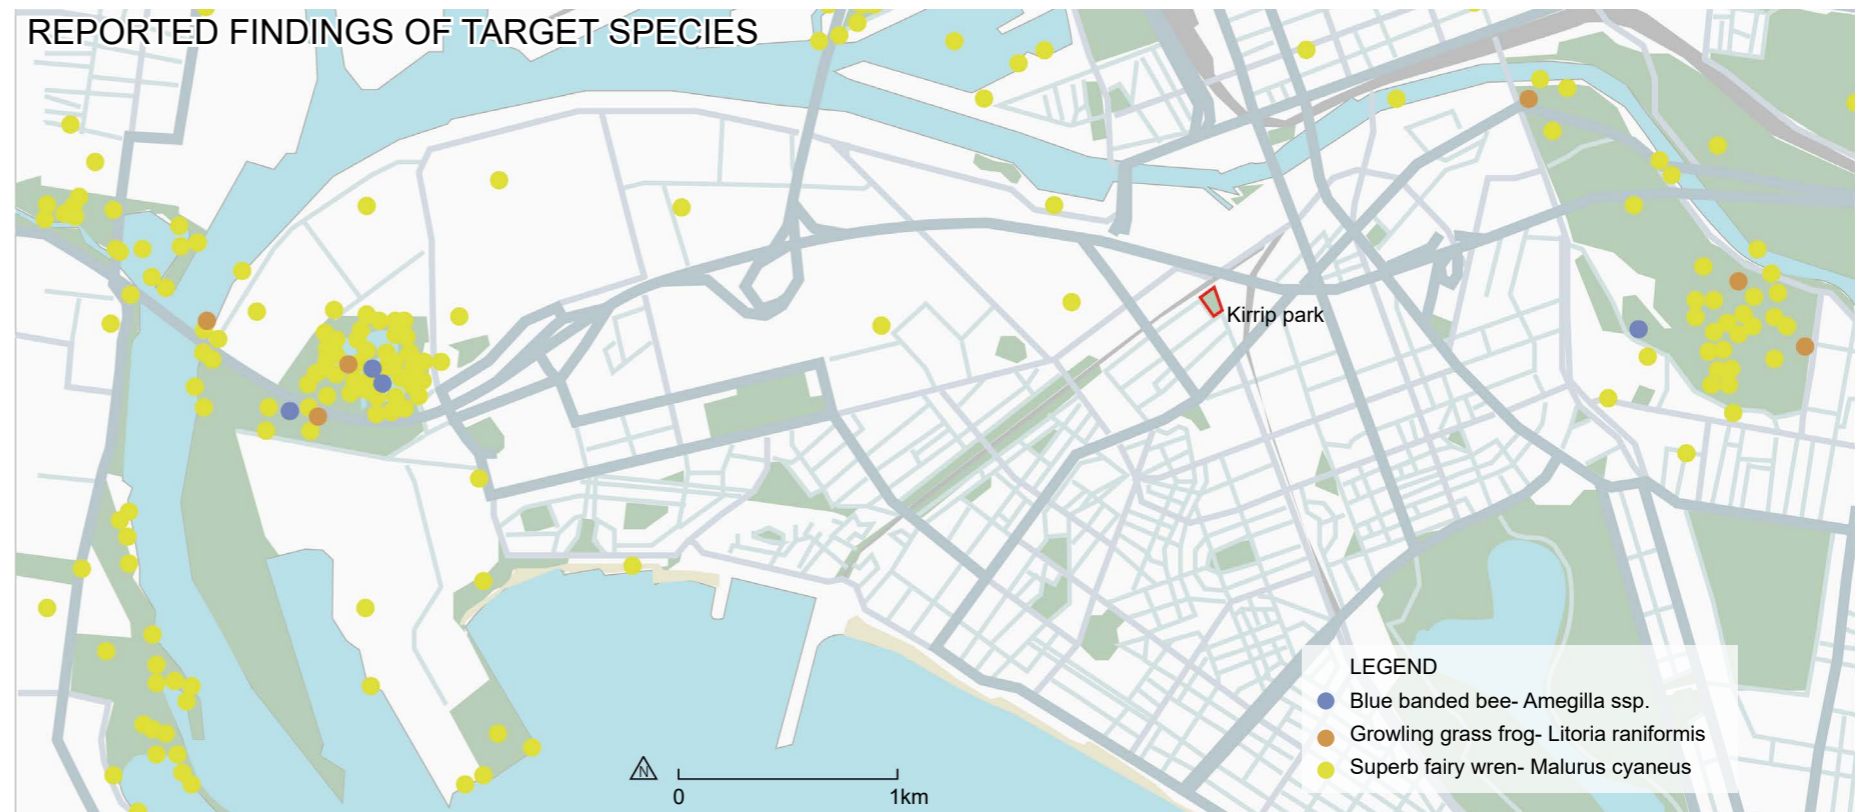 REPORTED FINDINGS OF TARGET SPECIES
Kirrip park
LEGEND
Blue banded bee- Amegilla ssp.
Growling grass frog- Litoria raniformis
Superb fairy wren- Malurus cyaneus
N
0 1km